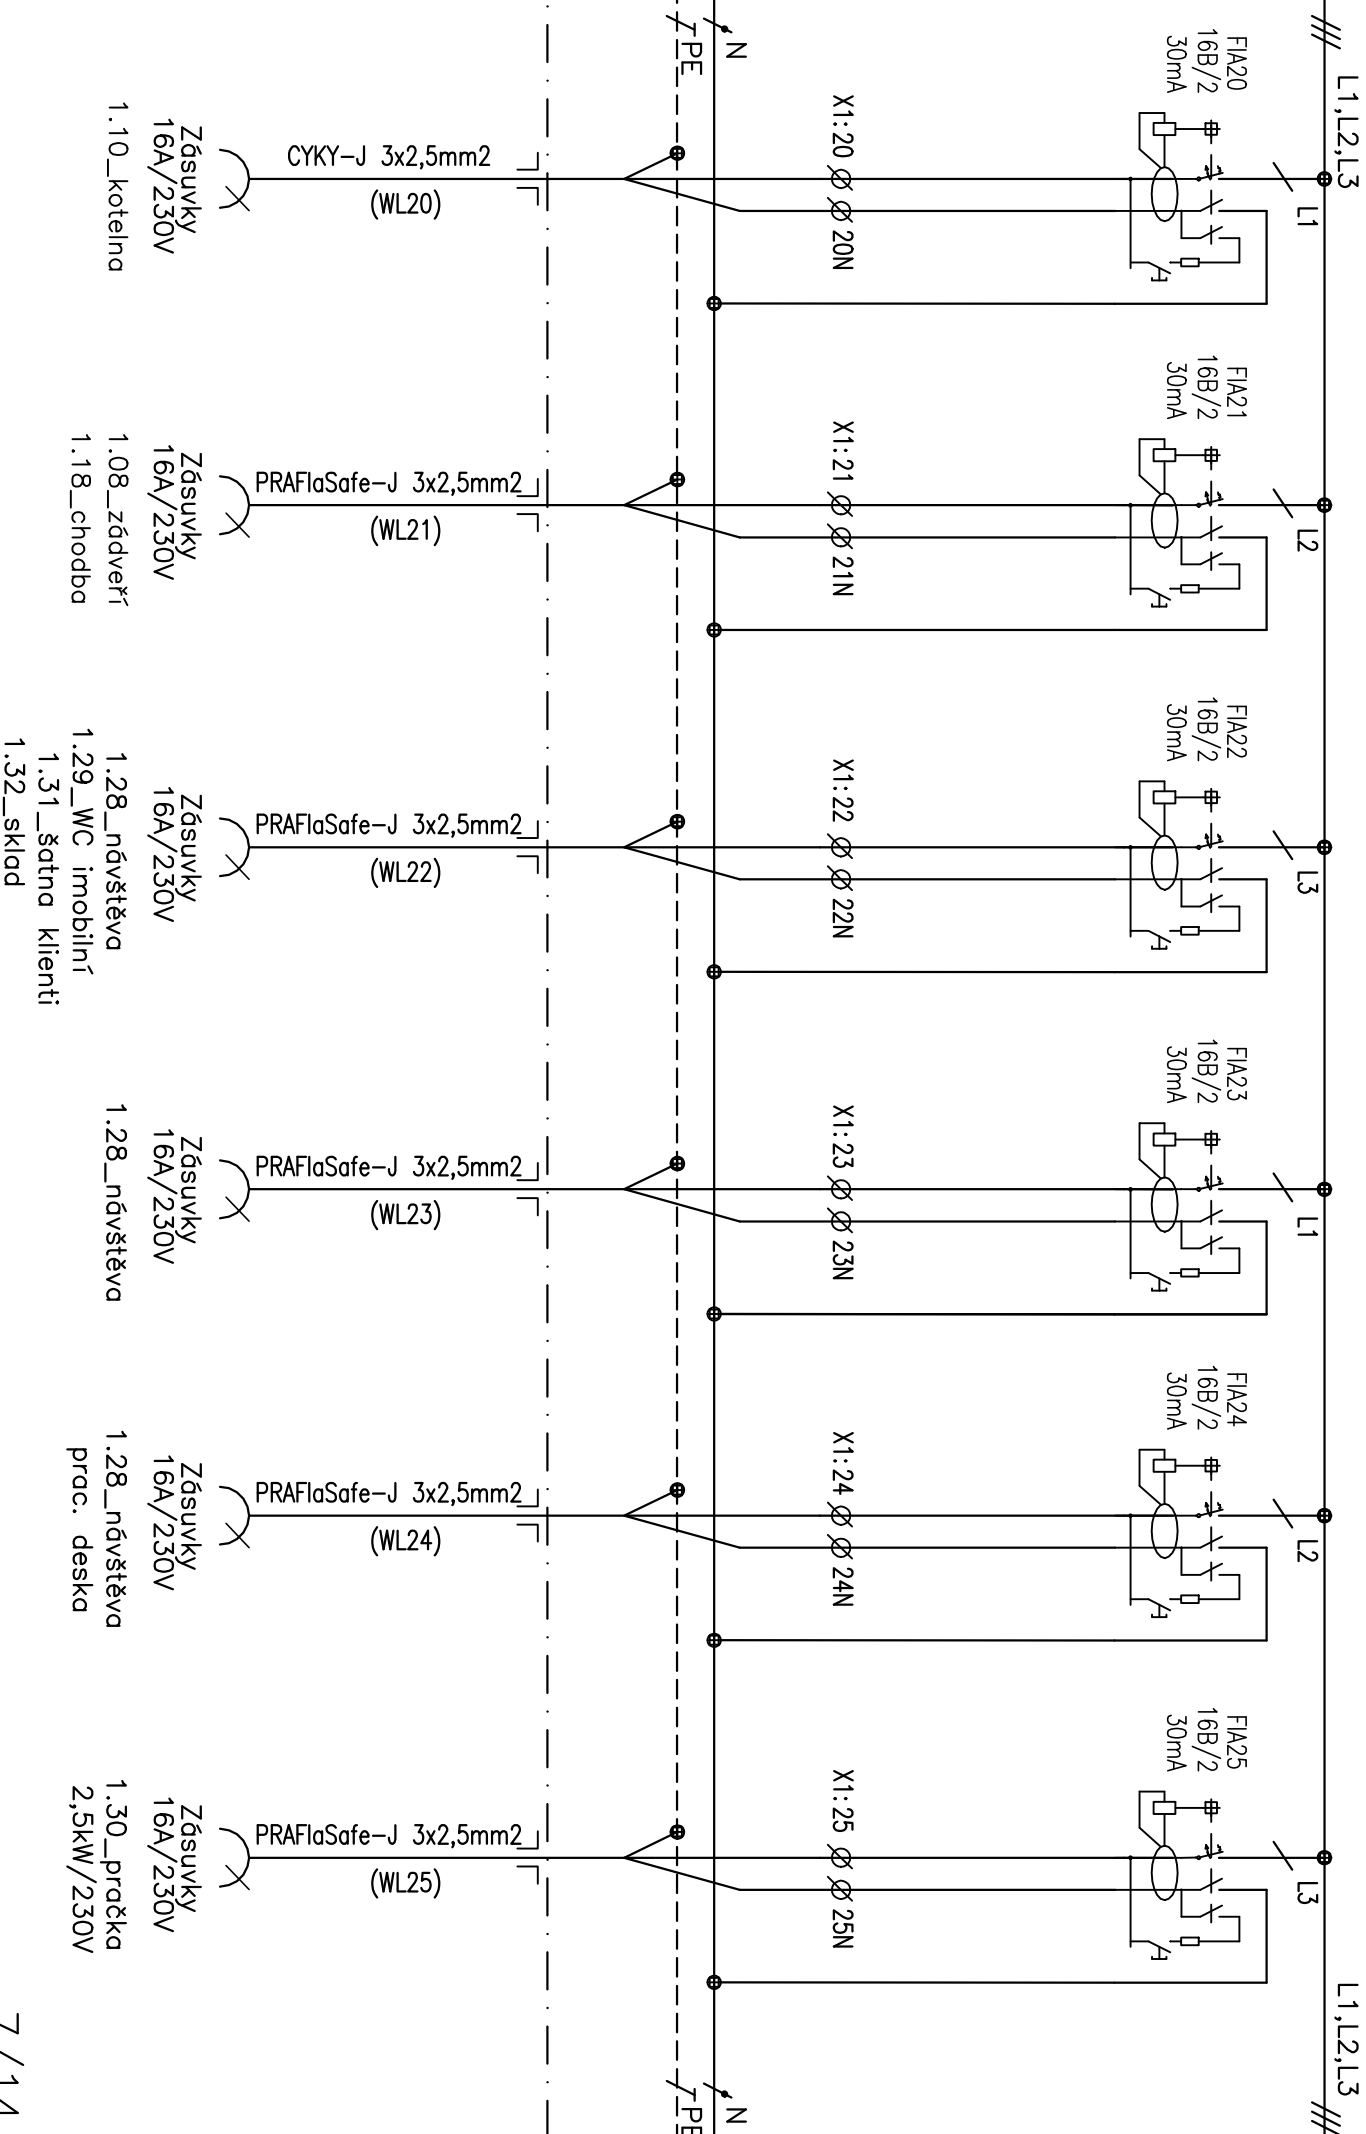 L1,L2,L3
L1,L2,L3
FIA20
16B/2
30mA
L1
X1:20
20N
CYKY-J 3x2,5mm2
(WL20)
Zásuvky
16A/230V
1.10_kotelna
FIA21
16B/2
30mA
L2
X1:21
21N
PRAFlaSafe-J 3x2,5mm2
(WL21)
Zásuvky
16A/230V
1.08_zádveří
1.18_chodba
FIA22
16B/2
30mA
L3
X1:22
22N
PRAFlaSafe-J 3x2,5mm2
(WL22)
Zásuvky
16A/230V
1.28_návštěva
1.29_WC imobilní
1.31_šatna klienti
1.32_sklad
FIA23
16B/2
30mA
L1
X1:23
23N
PRAFlaSafe-J 3x2,5mm2
(WL23)
Zásuvky
16A/230V
1.28_návštěva
FIA24
16B/2
30mA
L2
X1:24
24N
PRAFlaSafe-J 3x2,5mm2
(WL24)
Zásuvky
16A/230V
1.28_návštěva
prac. deska
FIA25
16B/2
30mA
L3
X1:25
25N
PRAFlaSafe-J 3x2,5mm2
(WL25)
Zásuvky
16A/230V
1.30_pračka
2,5kW/230V
N
PE
N
PE
7/14